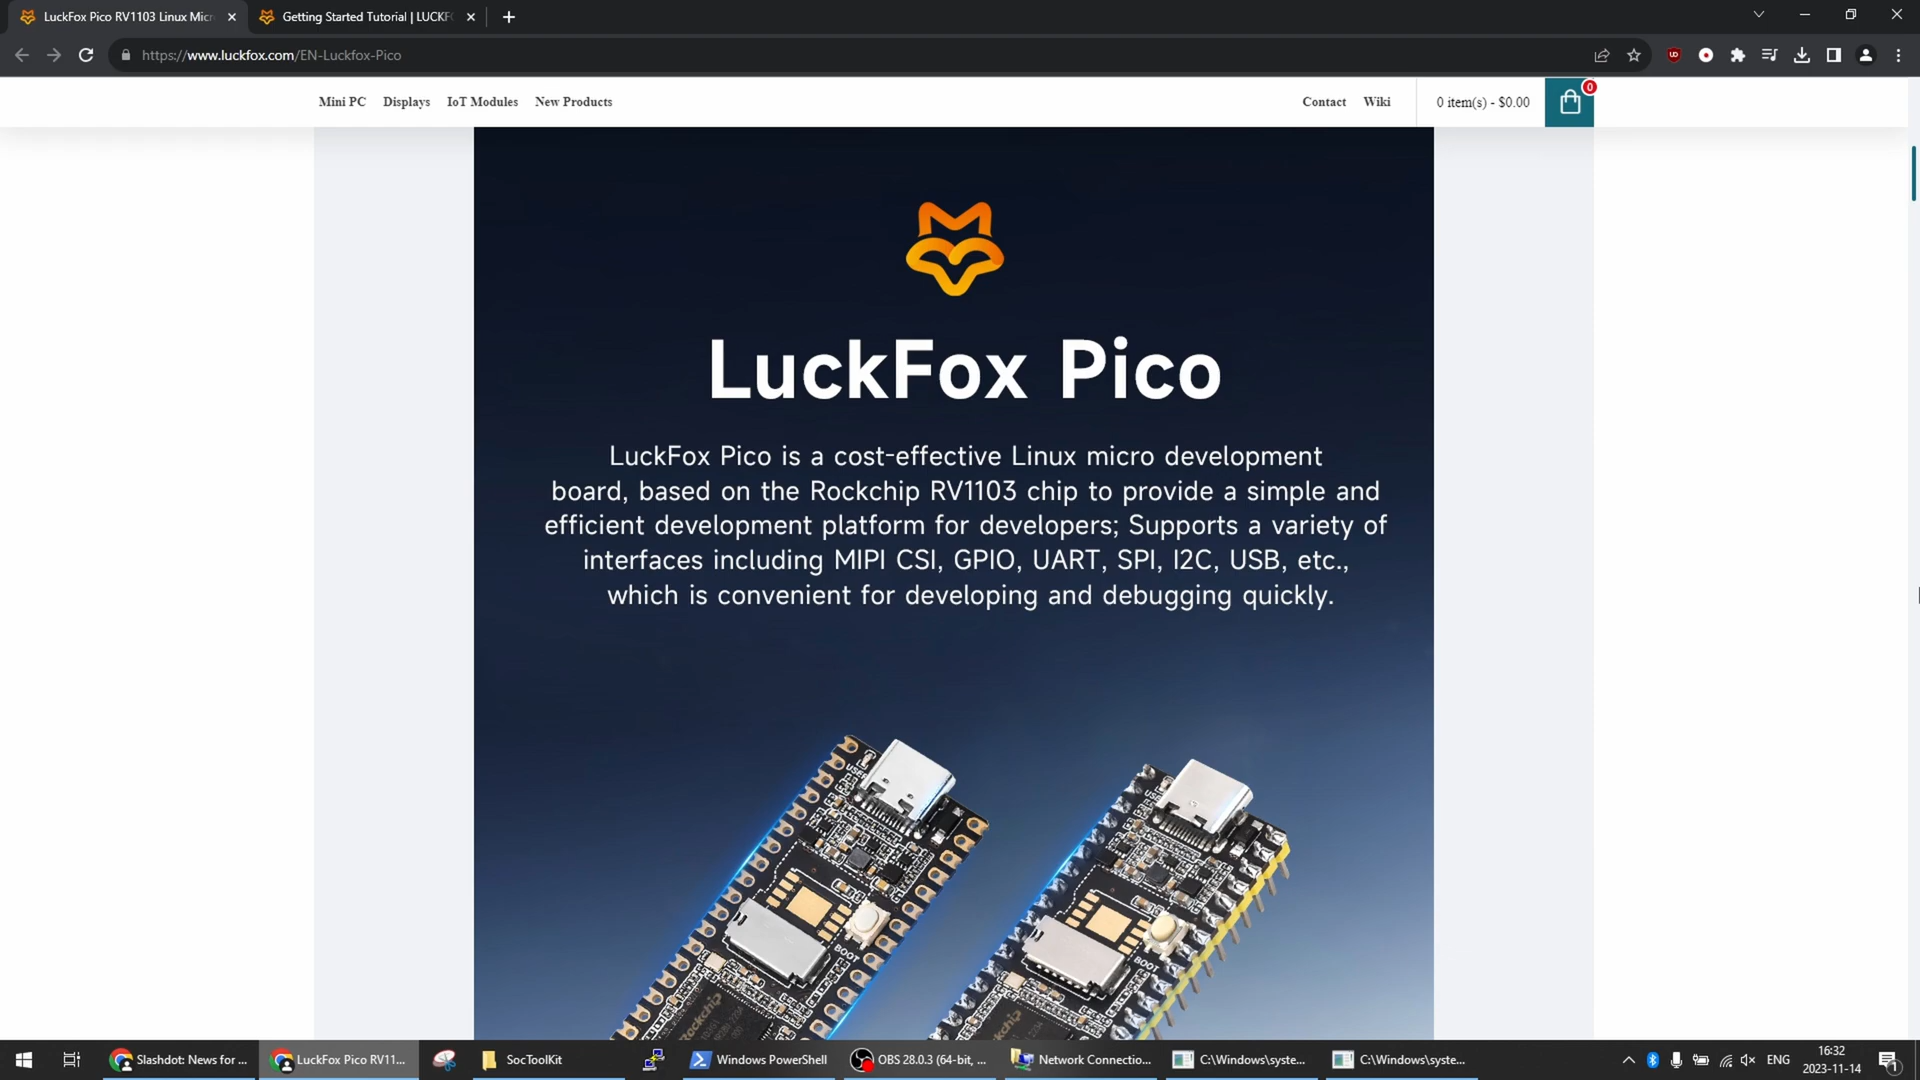 LuckFox Pico RV1103 Linux Micr
Getting Started Tutorial | LUCKF
https://www.luckfox.com/EN-Luckfox-Pico
Mini PC
Displays
IoT Modules
New Products
Contact
Wiki
0 item(s) - $0.00
0
LuckFox Pico
LuckFox Pico is a cost-effective Linux micro development
board, based on the Rockchip RV1103 chip to provide a simple and
efficient development platform for developers; Supports a variety of
interfaces including MIPI CSI, GPIO, UART, SPI, I2C, USB, etc.,
which is convenient for developing and debugging quickly.
USER
BOOT
BOOT
Rockchip
Slashdot: News for ...
LuckFox Pico RV11...
SocToolKit
Windows PowerShell
OBS 28.0.3 (64-bit, ...
Network Connectio...
C:\Windows\syste...
C:\Windows\syste...
ENG
16:32
2023-11-14
1